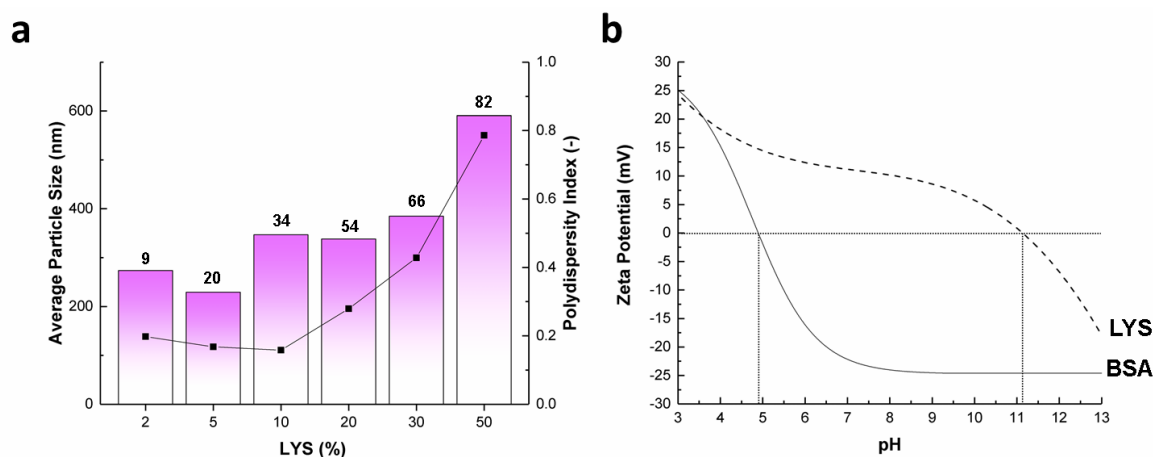 a
Average Particle Size (nm)
600
400
200
0
9
20
34
54
66
82
1.0
0.8
0.6
0.4
0.2
0.0
Polydispersity Index (-)
2 5 10 20 30 50
LYS (%)
b
Zeta Potential (mV)
30
25
20
15
10
5
0
-5
-10
-15
-20
-25
-30
LYS
BSA
3 4 5 6 7 8 9 10 11 12 13
pH